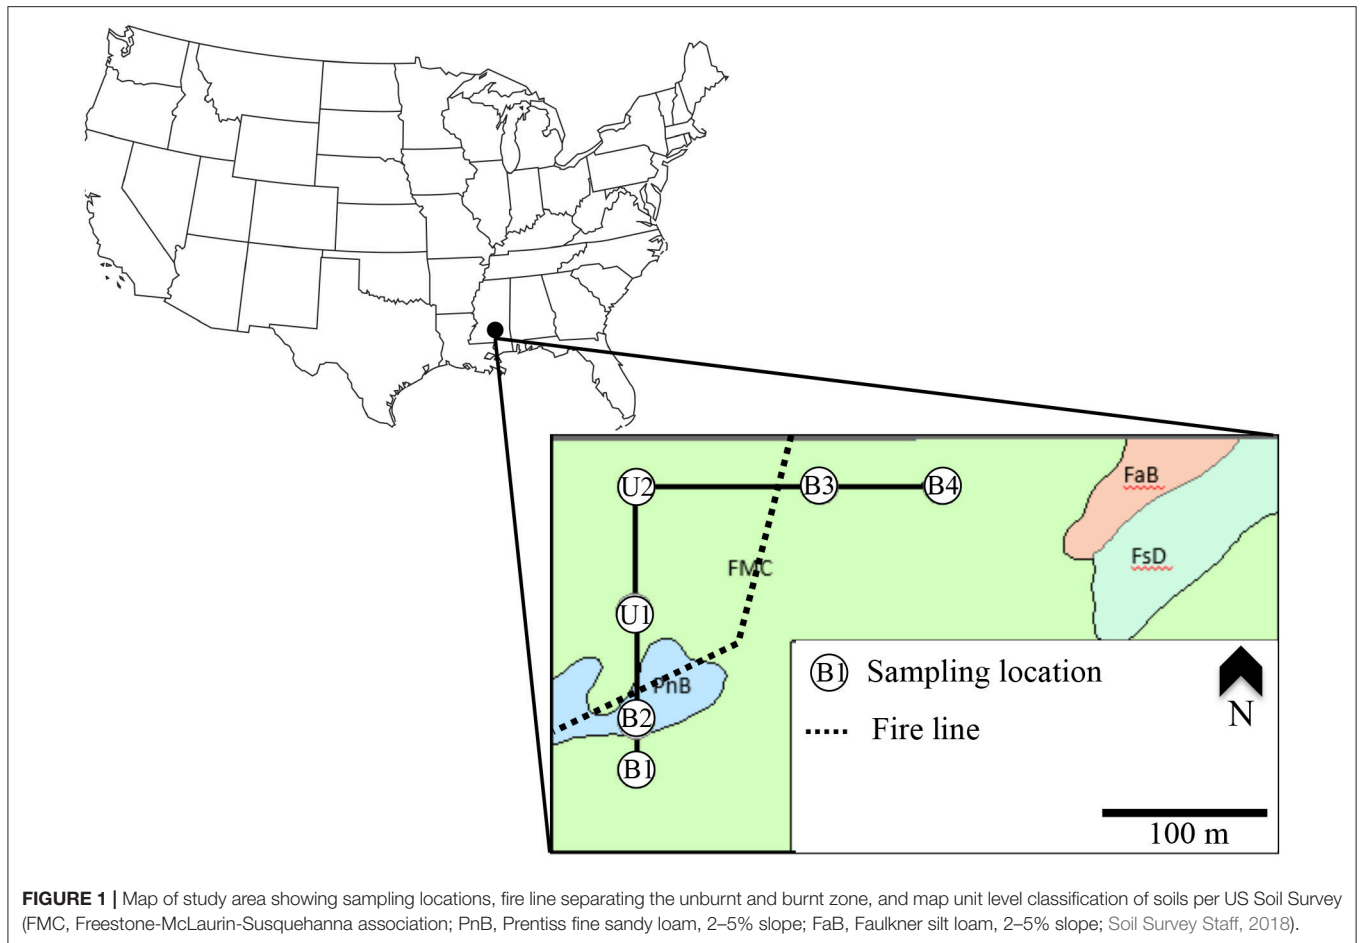 U2
B3
B4
FaB
FMC
FsD
U1
PnB
B2
B1
B1 Sampling location
Fire line
N
100 m
FIGURE 1 | Map of study area showing sampling locations, fire line separating the unburnt and burnt zone, and map unit level classification of soils per US Soil Survey
(FMC, Freestone-McLaurin-Susquehanna association; PnB, Prentiss fine sandy loam, 2–5% slope; FaB, Faulkner silt loam, 2–5% slope; Soil Survey Staff, 2018).